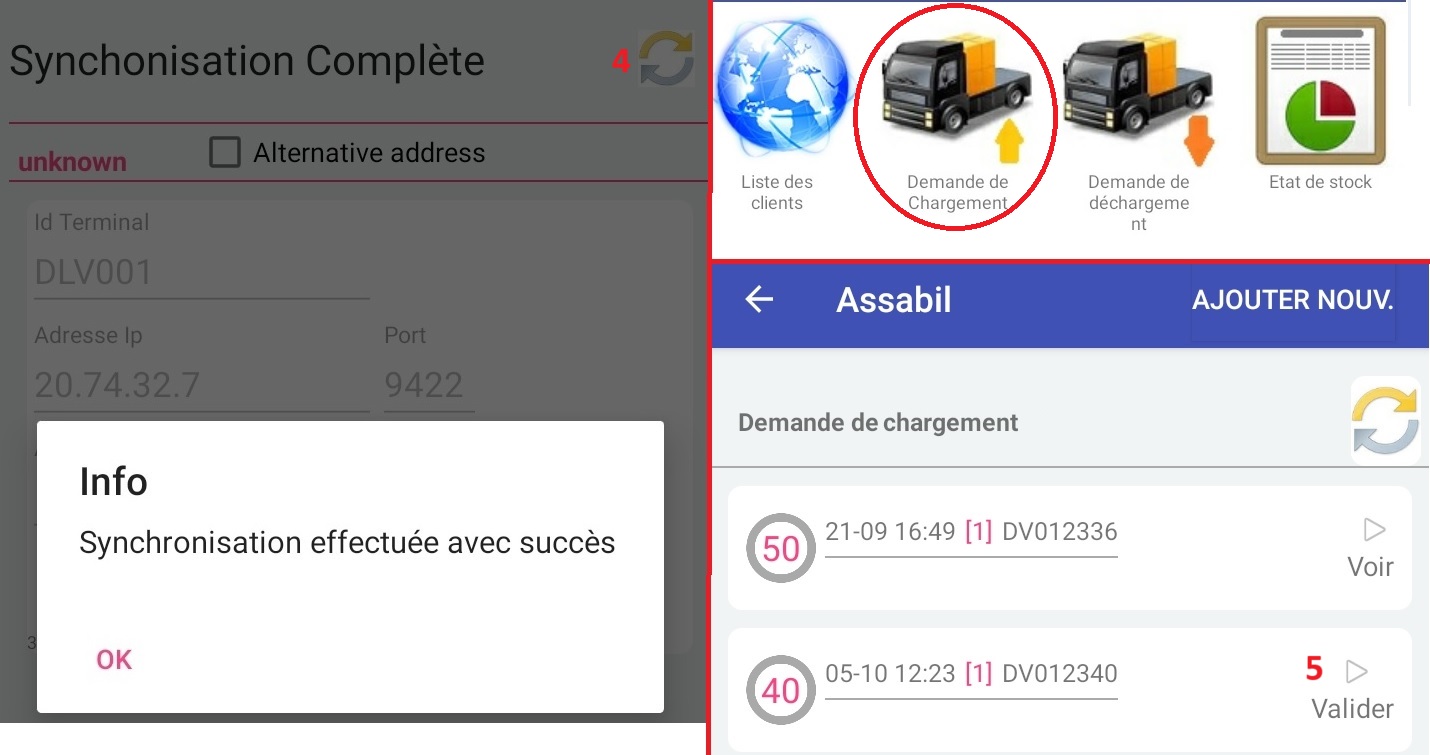 Synchonisation Complète
4
unknown
Alternative address
Id Terminal
DLV001
Adresse Ip
Port
20.74.32.7
9422
Info
Synchronisation effectuée avec succès
3
OK
Liste des
clients
Demande de
Chargement
Demande de
déchargeme
nt
Etat de stock
Assabil
AJOUTER NOUV.
Demande de chargement
50
21-09 16:49 [1] DV012336
Voir
40
05-10 12:23 [1] DV012340
5
Valider